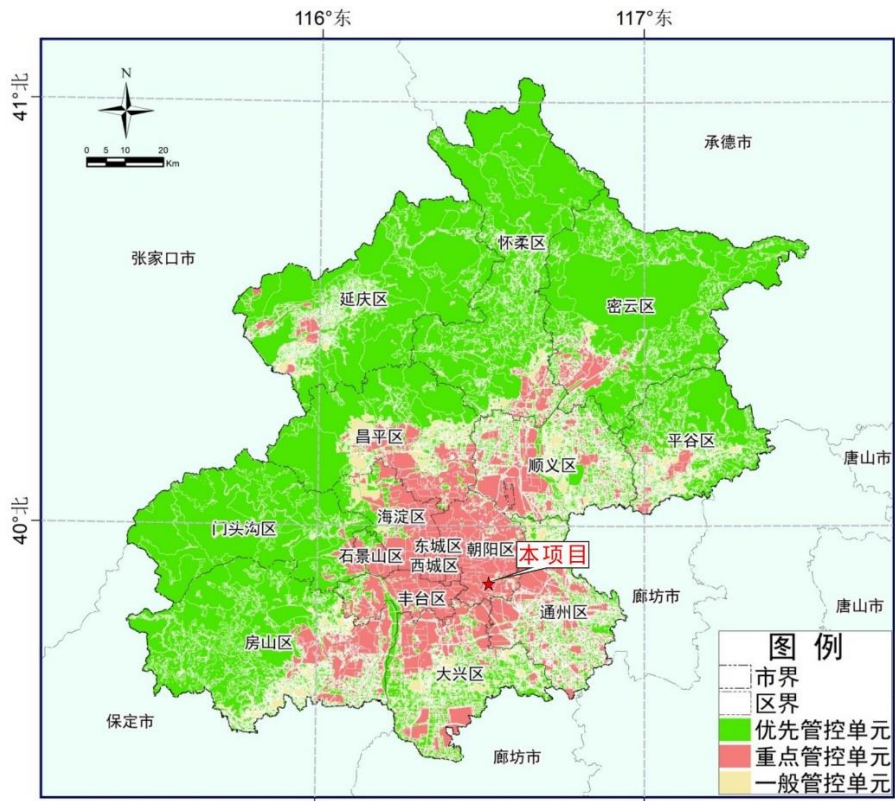 116°东
117°东
41°北
N
0 5 10 20
Km
承德市
怀柔区
张家口市
延庆区
密云区
昌平区
平谷区
顺义区
唐山市
40°北
海淀区
门头沟区
东城区
朝阳区
石景山区
西城区
本项目
丰台区
通州区
廊坊市
唐山市
房山区
大兴区
保定市
廊坊市
图 例
市界
区界
优先管控单元
重点管控单元
一般管控单元